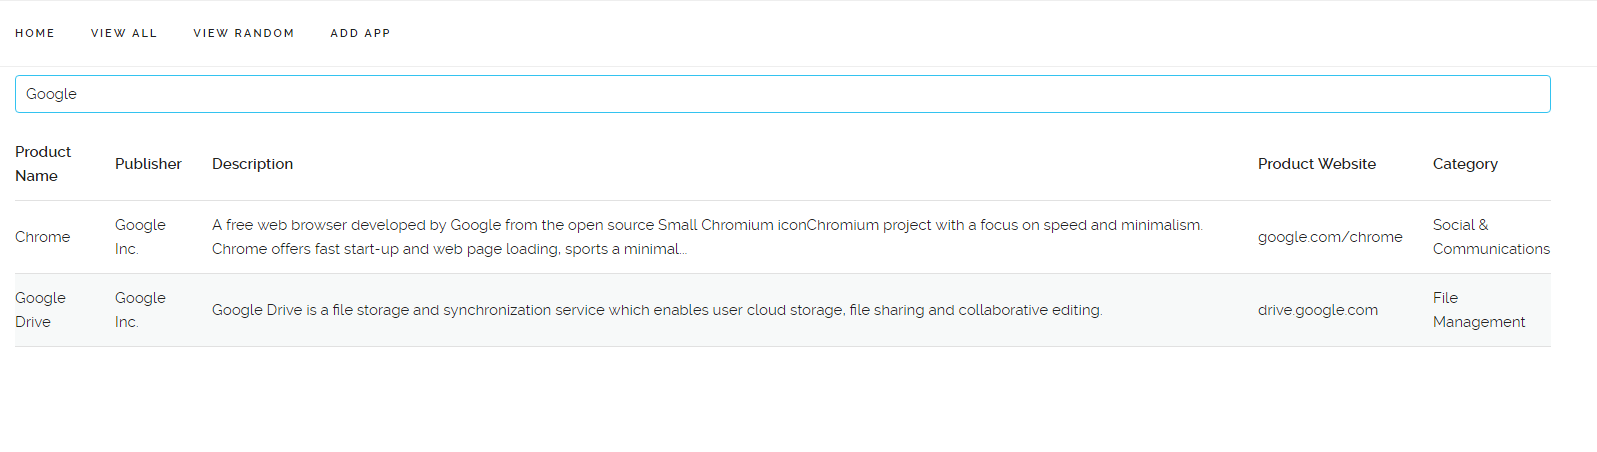 HOME VIEW ALL VIEW RANDOM ADD APP
Google
Product Name Publisher Description Product Website Category
Chrome
Google
Inc.
A free web browser developed by Google from the open source Small Chromium iconChromium project with a focus on speed and minimalism.
Chrome offers fast start-up and web page loading, sports a minimal...
google.com/chrome
Social &
Communications
Google
Drive
Google
Inc.
Google Drive is a file storage and synchronization service which enables user cloud storage, file sharing and collaborative editing.
drive.google.com
File
Management